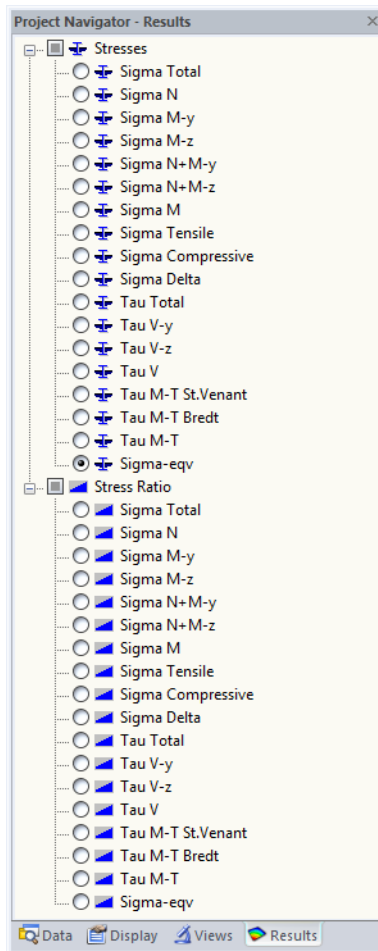 Project Navigator - Results
Stresses
Sigma Total
Sigma N
Sigma M-y
Sigma M-z
Sigma N+M-y
Sigma N+M-z
Sigma M
Sigma Tensile
Sigma Compressive
Sigma Delta
Tau Total
Tau V-y
Tau V-z
Tau V
Tau M-T St.Venant
Tau M-T Bredt
Tau M-T
Sigma-eqv
Stress Ratio
Sigma Total
Sigma N
Sigma M-y
Sigma M-z
Sigma N+M-y
Sigma N+M-z
Sigma M
Sigma Tensile
Sigma Compressive
Sigma Delta
Tau Total
Tau V-y
Tau V-z
Tau V
Tau M-T St.Venant
Tau M-T Bredt
Tau M-T
Sigma-eqv
Data Display Views Results